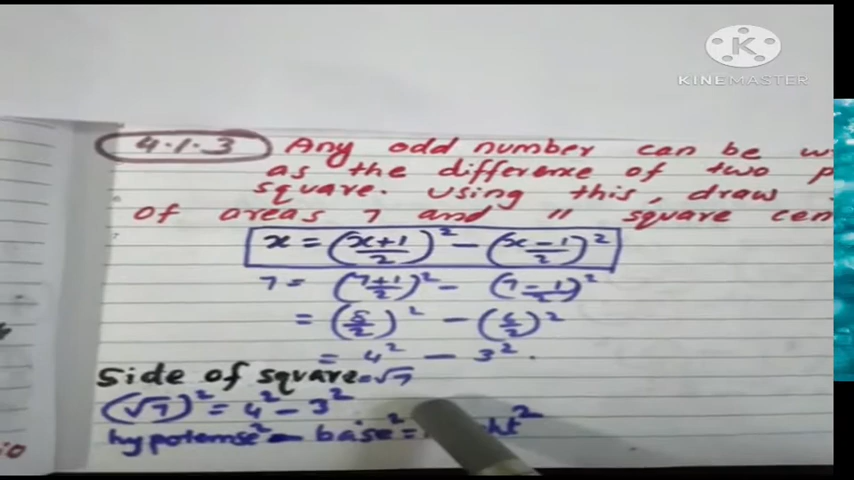 KINEMASTER
4.1.3 Any odd number can be
as the difference of two
square. Using this, draw
of areas 7 and 11 square cen
x = (x+1/2)² - (x-1/2)²
7 = (7+1/2)² - (7-1/2)²
= (8/2)² - (6/2)²
= 4² - 3².
Side of square = √7
(√7)² = 4² - 3²
hypotemse² - base² = ht²